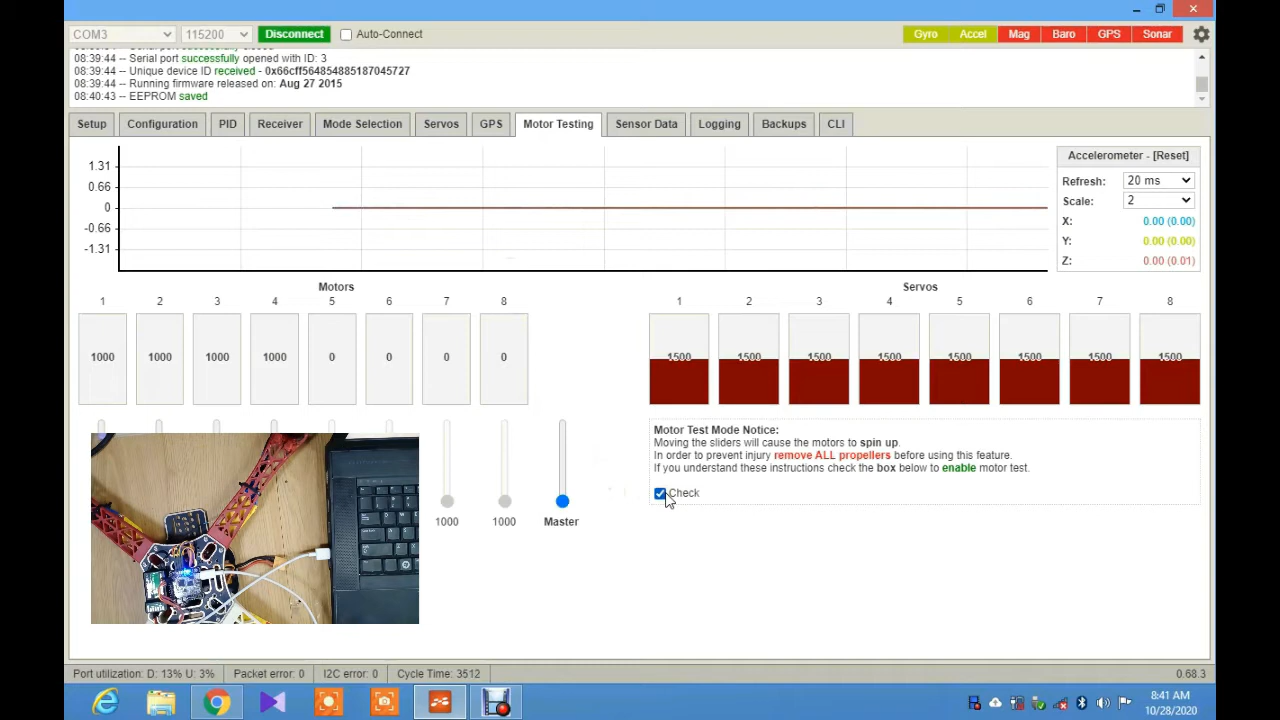 COM3 115200 Disconnect Auto-Connect Gyro Accel Mag Baro GPS Sonar
08:39:44 -- Serial port successfully
08:39:44 -- Serial port successfully opened with ID: 3
08:39:44 -- Unique device ID received - 0x66cff564854885187045727
08:39:44 -- Running firmware released on: Aug 27 2015
08:40:43 -- EEPROM saved
Setup Configuration PID Receiver Mode Selection Servos GPS Motor Testing Sensor Data Logging Backups CLI
1.31
0.66
0
-0.66
-1.31
Accelerometer - [Reset]
Refresh: 20 ms
Scale: 2
X: 0.00 (0.00)
Y: 0.00 (0.00)
Z: 0.00 (0.01)
Motors
1 2 3 4 5 6 7 8
1000 1000 1000 1000 0 0 0 0
1000 1000 Master
Servos
1 2 3 4 5 6 7 8
1500 1500 1500 1500 1500 1500 1500 1500
Motor Test Mode Notice:
Moving the sliders will cause the motors to spin up.
In order to prevent injury remove ALL propellers before using this feature.
If you understand these instructions check the box below to enable motor test.
Check
Port utilization: D: 13% U: 3% Packet error: 0 I2C error: 0 Cycle Time: 3512 0.68.3
8:41 AM
10/28/2020